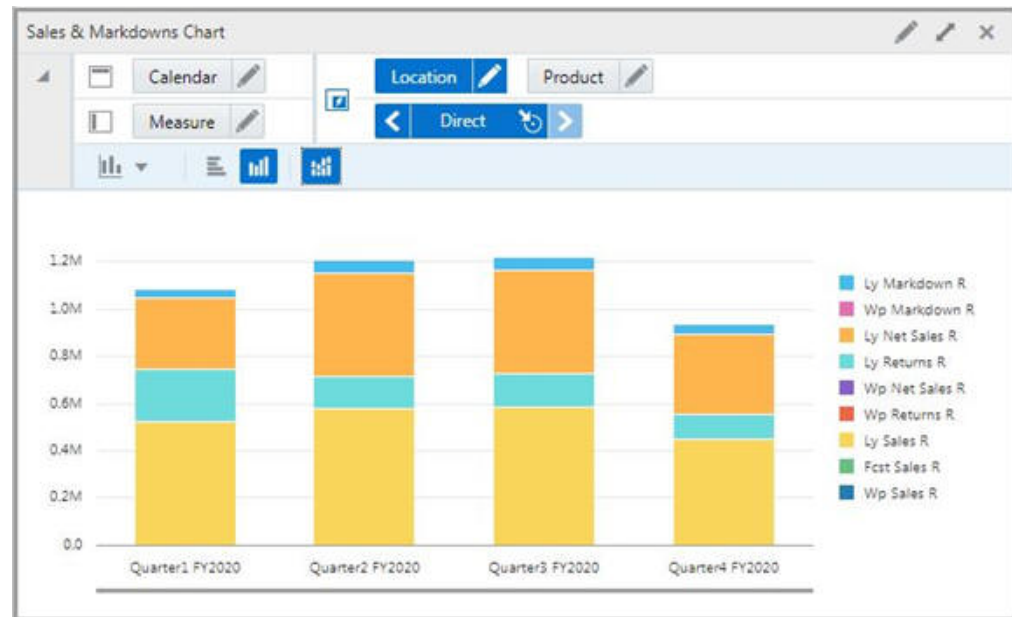 Sales & Markdowns Chart
Calendar
Location
Product
Measure
Direct
1.2M
1.0M
0.8M
0.6M
0.4M
0.2M
0.0
Quarter1 FY2020
Quarter2 FY2020
Quarter3 FY2020
Quarter4 FY2020
Ly Markdown R
Wp Markdown R
Ly Net Sales R
Ly Returns R
Wp Net Sales R
Wp Returns R
Ly Sales R
Fcst Sales R
Wp Sales R